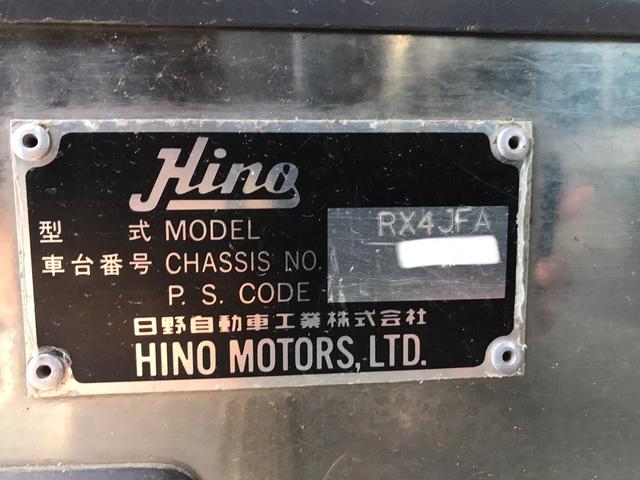 Hino
型式 MODEL RX4JFA
車台番号 CHASSIS NO.
P. S. CODE
日野自動車工業株式会社
HINO MOTORS, LTD.